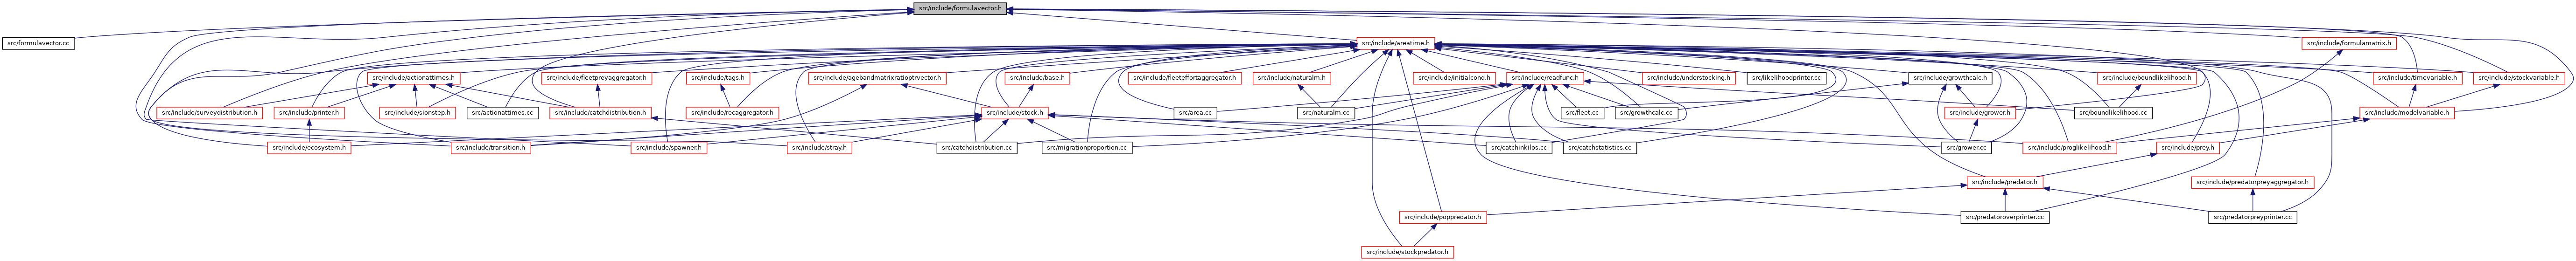 src/include/formulavector.h
src/formulavector.cc
src/include/areatime.h
src/include/formulamatrix.h
src/include/actionattimes.h
src/include/fleetpreyaggregator.h
src/include/tags.h
src/include/agebandmatrixratioptrvector.h
src/include/base.h
src/include/fleeteffortaggregator.h
src/include/naturalm.h
src/include/initialcond.h
src/include/readfunc.h
src/include/understocking.h
src/likelihoodprinter.cc
src/include/growthcalc.h
src/include/boundlikelihood.h
src/include/timevariable.h
src/include/stockvariable.h
src/include/surveydistribution.h
src/include/printer.h
src/include/sionstep.h
src/actionattimes.cc
src/include/catchdistribution.h
src/include/recaggregator.h
src/include/stock.h
src/area.cc
src/naturalm.cc
src/fleet.cc
src/growthcalc.cc
src/include/grower.h
src/boundlikelihood.cc
src/include/modelvariable.h
src/include/ecosystem.h
src/include/transition.h
src/include/spawner.h
src/include/stray.h
src/catchdistribution.cc
src/migrationproportion.cc
src/catchinkilos.cc
src/catchstatistics.cc
src/grower.cc
src/include/proglikelihood.h
src/include/prey.h
src/include/predator.h
src/include/predatorpreyaggregator.h
src/include/poppredator.h
src/predatoroverprinter.cc
src/predatorpreyprinter.cc
src/include/stockpredator.h